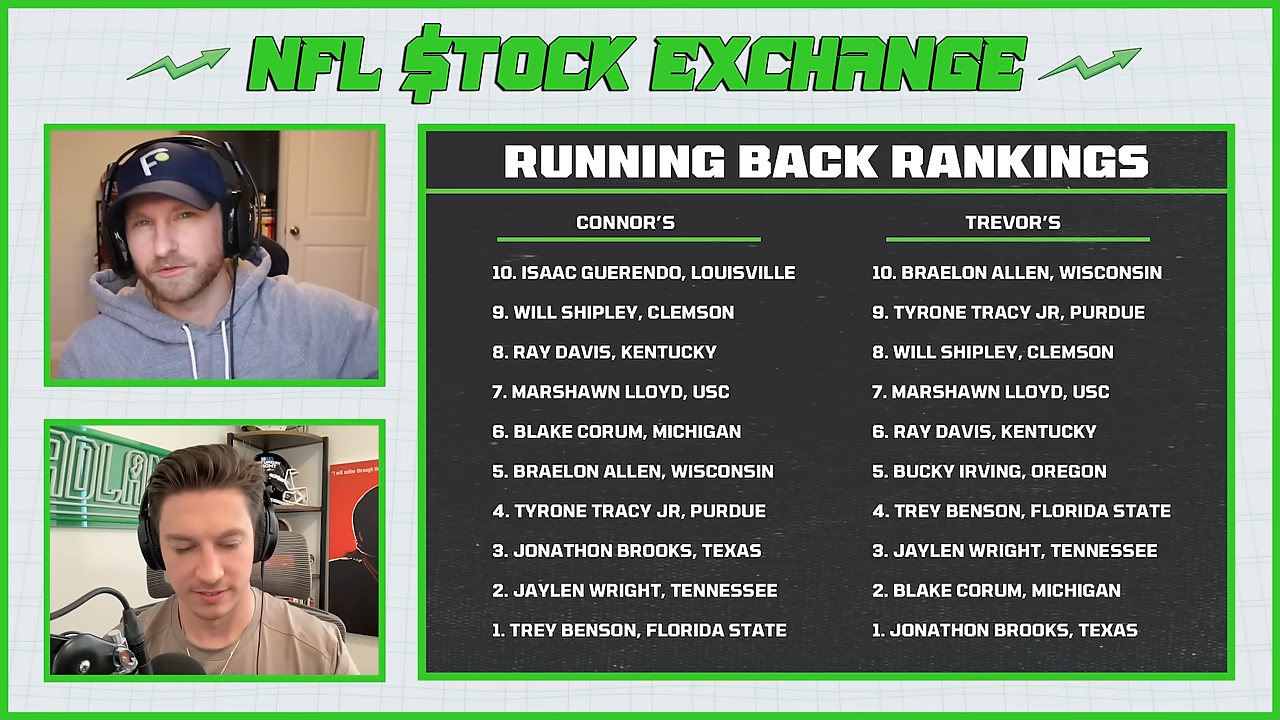 NFL $TOCK EXCHANGE
RUNNING BACK RANKINGS
CONNOR'S
10. ISAAC GUERENDO, LOUISVILLE
9. WILL SHIPLEY, CLEMSON
8. RAY DAVIS, KENTUCKY
7. MARSHAWN LLOYD, USC
6. BLAKE CORUM, MICHIGAN
5. BRAELON ALLEN, WISCONSIN
4. TYRONE TRACY JR, PURDUE
3. JONATHON BROOKS, TEXAS
2. JAYLEN WRIGHT, TENNESSEE
1. TREY BENSON, FLORIDA STATE
TREVOR'S
10. BRAELON ALLEN, WISCONSIN
9. TYRONE TRACY JR, PURDUE
8. WILL SHIPLEY, CLEMSON
7. MARSHAWN LLOYD, USC
6. RAY DAVIS, KENTUCKY
5. BUCKY IRVING, OREGON
4. TREY BENSON, FLORIDA STATE
3. JAYLEN WRIGHT, TENNESSEE
2. BLAKE CORUM, MICHIGAN
1. JONATHON BROOKS, TEXAS
F
"I will suffer through the